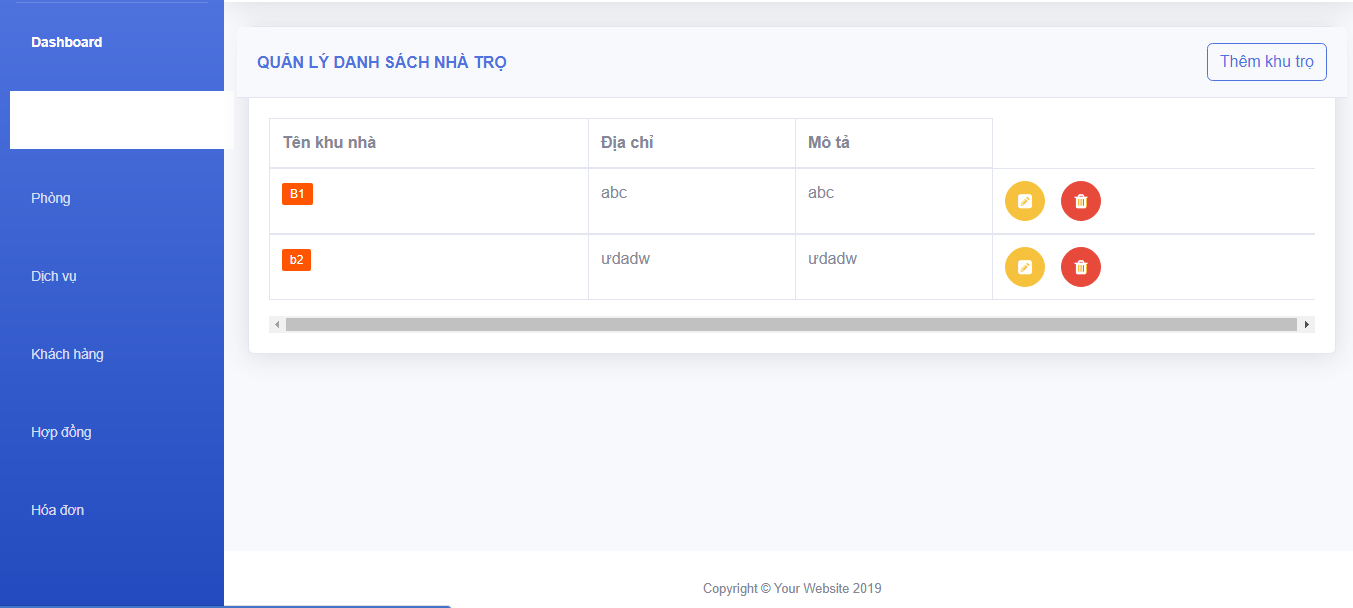 Dashboard
QUẢN LÝ DANH SÁCH NHÀ TRỌ
Thêm khu trọ
Tên khu nhà Địa chỉ Mô tả
B1 abc abc
b2 ưdadw ưdadw
Phòng
Dịch vụ
Khách hàng
Hợp đồng
Hóa đơn
Copyright © Your Website 2019